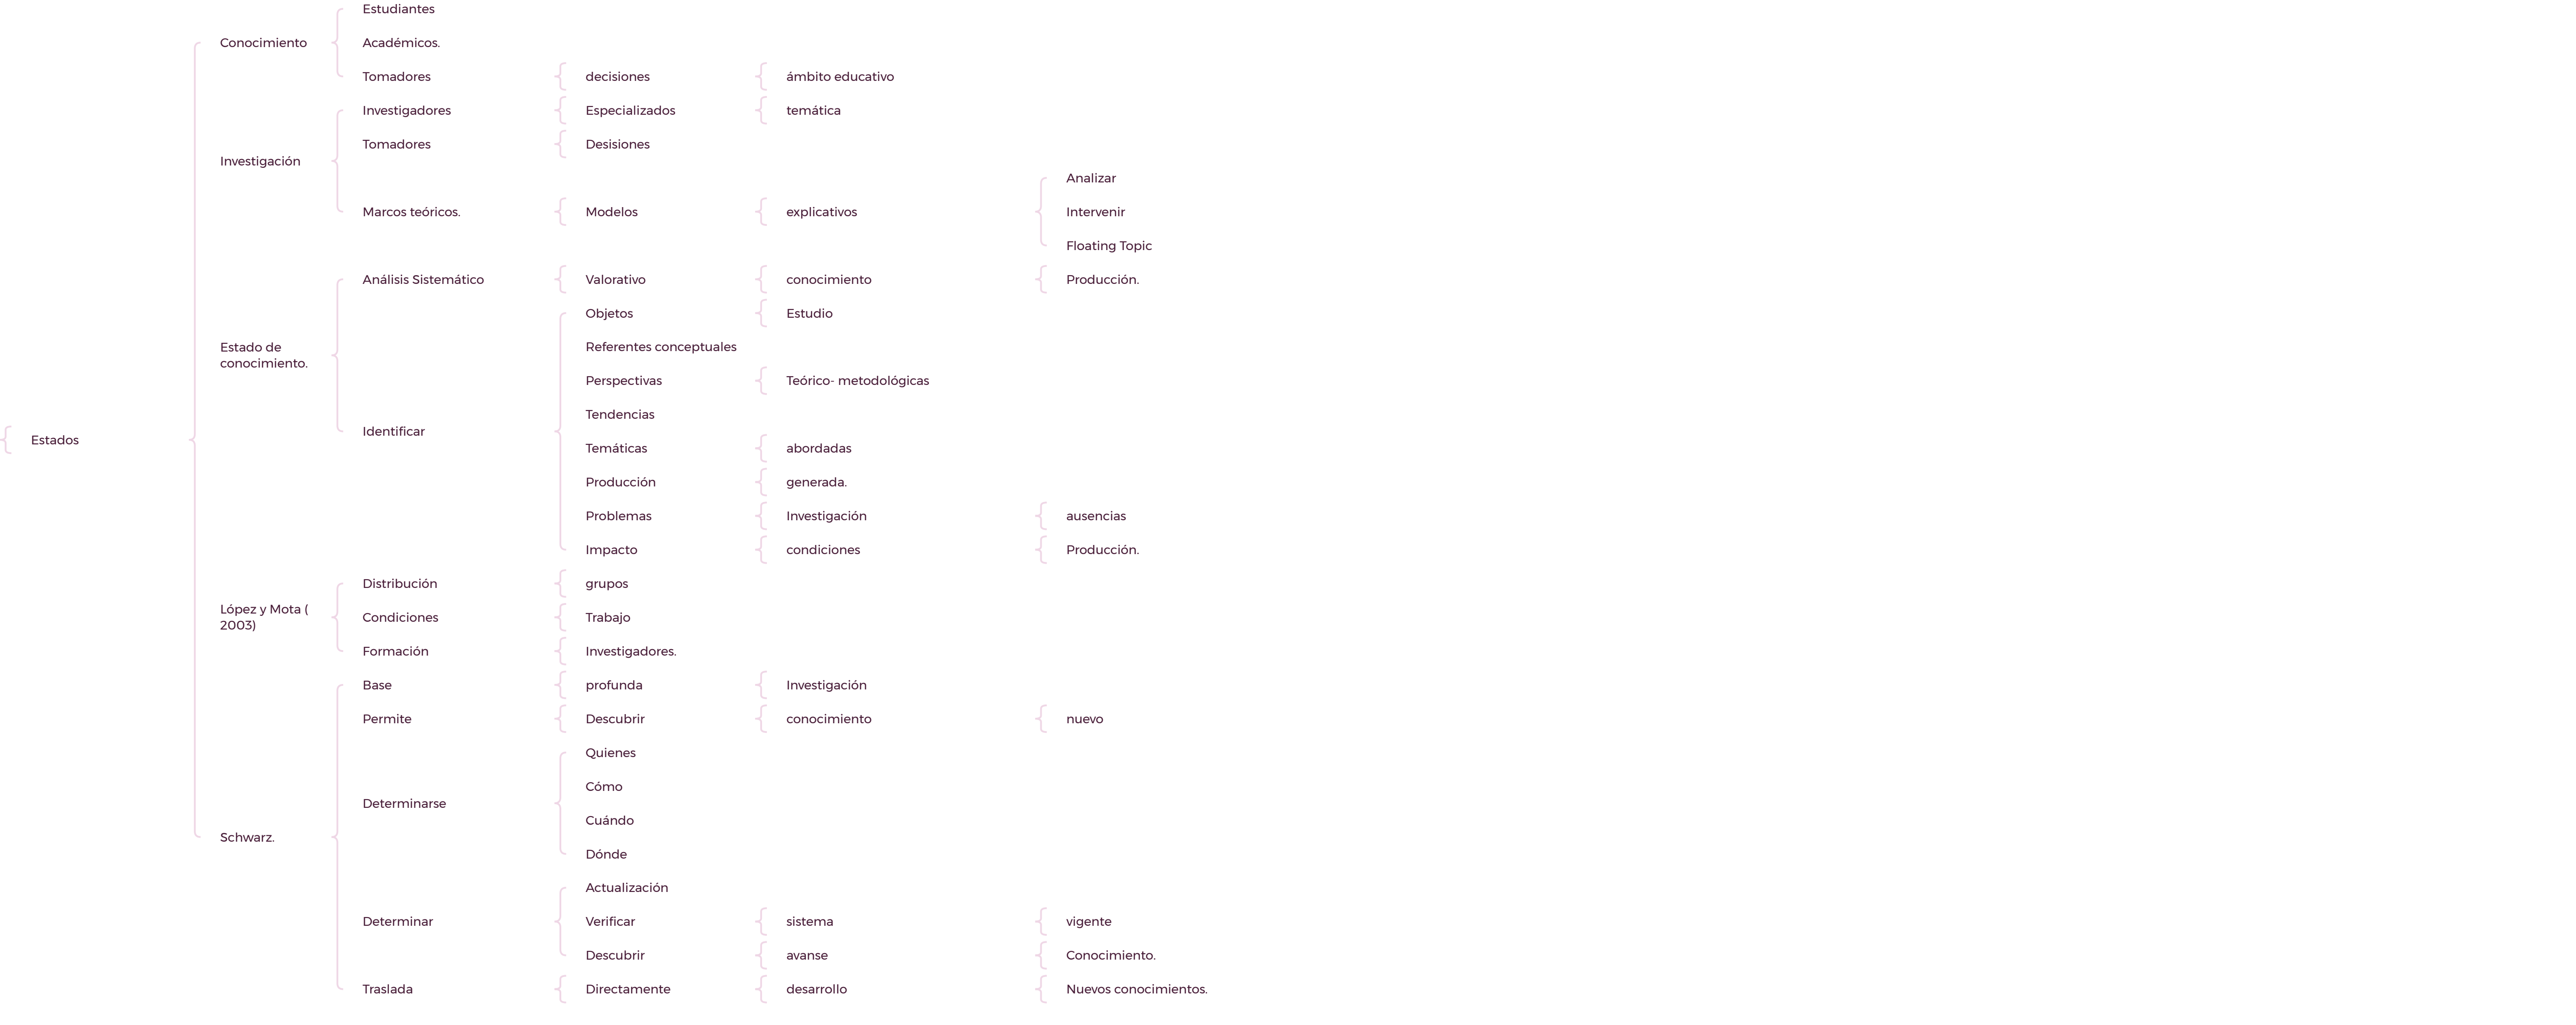 Estudiantes
Conocimiento
Académicos.
Tomadores decisiones ámbito educativo
Investigadores Especializados temática
Tomadores Desisiones
Investigación
Analizar
Marcos teóricos. Modelos explicativos Intervenir
Floating Topic
Análisis Sistemático Valorativo conocimiento Producción.
Objetos Estudio
Estado de
conocimiento.
Referentes conceptuales
Perspectivas Teórico- metodológicas
Tendencias
Identificar
Estados
Temáticas abordadas
Producción generada.
Problemas Investigación ausencias
Impacto condiciones Producción.
Distribución grupos
López y Mota (
2003)
Condiciones Trabajo
Formación Investigadores.
Base profunda Investigación
Permite Descubrir conocimiento nuevo
Quienes
Cómo
Determinarse
Cuándo
Schwarz.
Dónde
Actualización
Determinar Verificar sistema vigente
Descubrir avanse Conocimiento.
Traslada Directamente desarrollo Nuevos conocimientos.